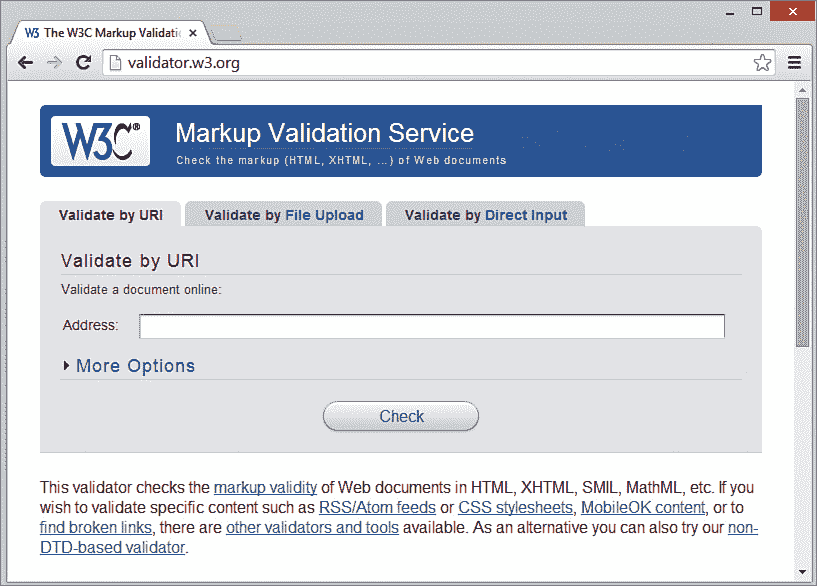 W3 The W3C Markup Validati
validator.w3.org
W3C® Markup Validation Service
Check the markup (HTML, XHTML, ...) of Web documents
Validate by URI Validate by File Upload Validate by Direct Input
Validate by URI
Validate a document online:
Address:
More Options
Check
This validator checks the markup validity of Web documents in HTML, XHTML, SMIL, MathML, etc. If you
wish to validate specific content such as RSS/Atom feeds or CSS stylesheets, MobileOK content, or to
find broken links, there are other validators and tools available. As an alternative you can also try our non-
DTD-based validator.